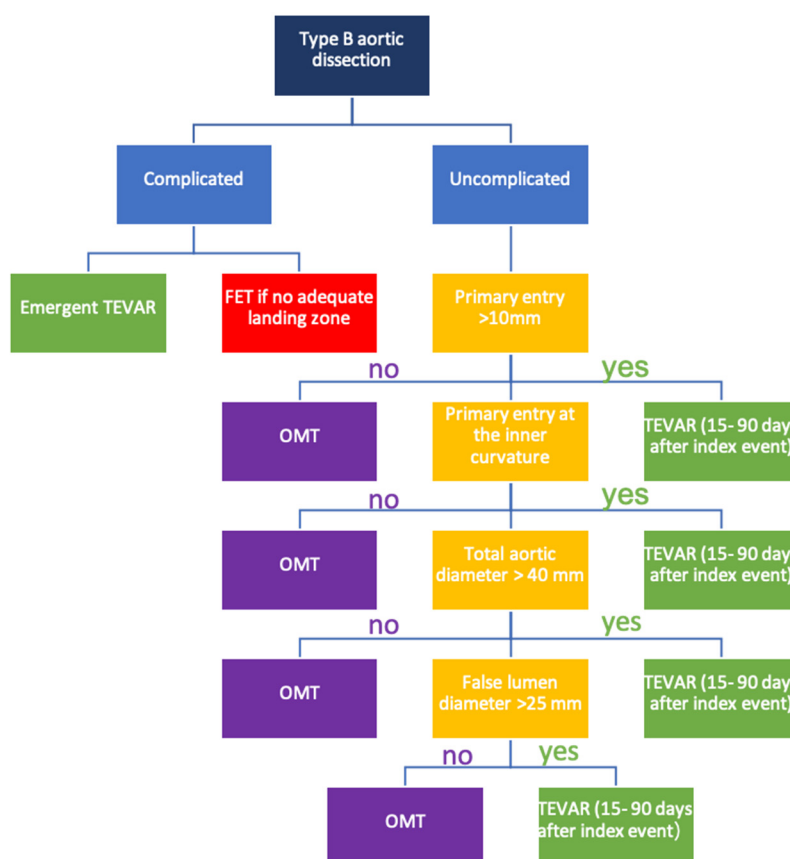 Type B aortic
dissection
Complicated
Uncomplicated
Emergent TEVAR
FET if no adequate
landing zone
Primary entry
>10mm
no
yes
OMT
Primary entry at
the inner
curvature
TEVAR (15- 90 days
after index event)
no
yes
OMT
Total aortic
diameter > 40 mm
TEVAR (15- 90 days
after index event)
no
yes
OMT
False lumen
diameter >25 mm
TEVAR (15- 90 days
after index event)
no
yes
OMT
TEVAR (15- 90 days
after index event)